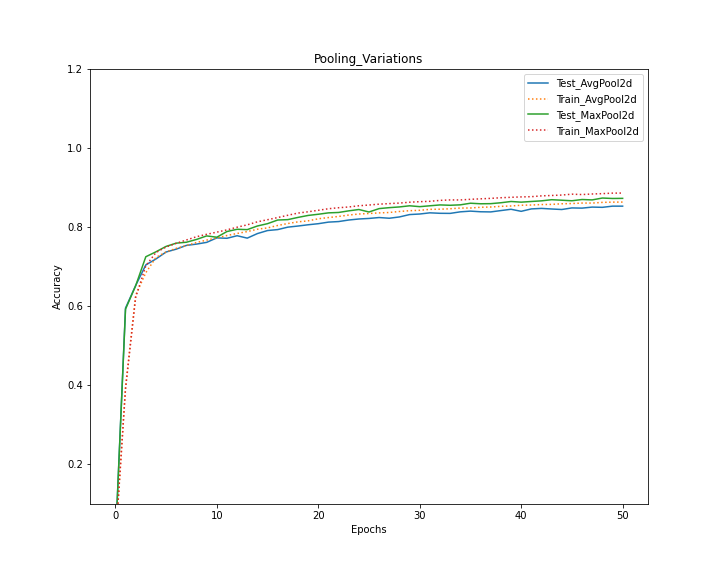 Pooling_Variations
1.2
1.0
0.8
0.6
0.4
0.2
Accuracy
Test_AvgPool2d
Train_AvgPool2d
Test_MaxPool2d
Train_MaxPool2d
0 10 20 30 40 50
Epochs